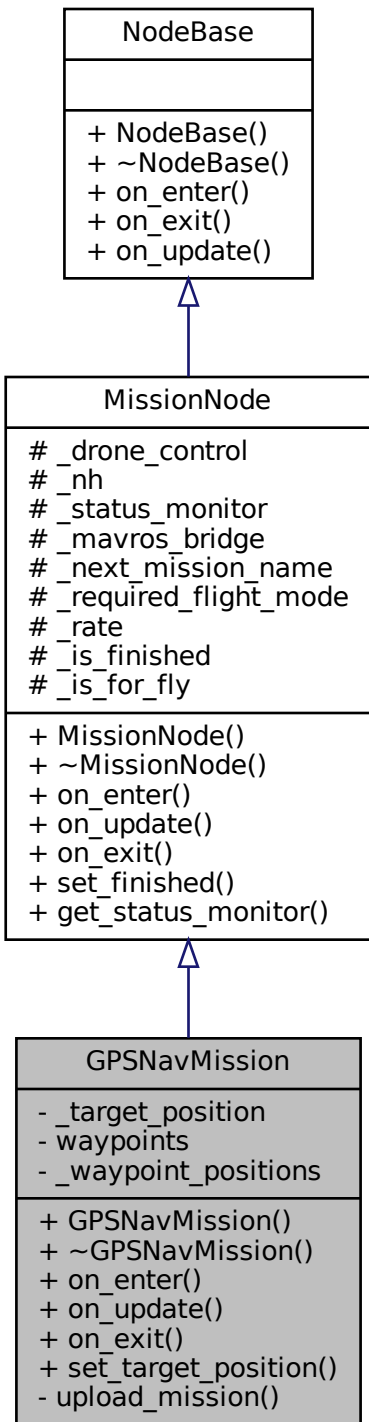 NodeBase
+ NodeBase()
+ ~NodeBase()
+ on_enter()
+ on_exit()
+ on_update()
MissionNode
# _drone_control
# _nh
# _status_monitor
# _mavros_bridge
# _next_mission_name
# _required_flight_mode
# _rate
# _is_finished
# _is_for_fly
+ MissionNode()
+ ~MissionNode()
+ on_enter()
+ on_update()
+ on_exit()
+ set_finished()
+ get_status_monitor()
GPSNavMission
- _target_position
- waypoints
- _waypoint_positions
+ GPSNavMission()
+ ~GPSNavMission()
+ on_enter()
+ on_update()
+ on_exit()
+ set_target_position()
- upload_mission()